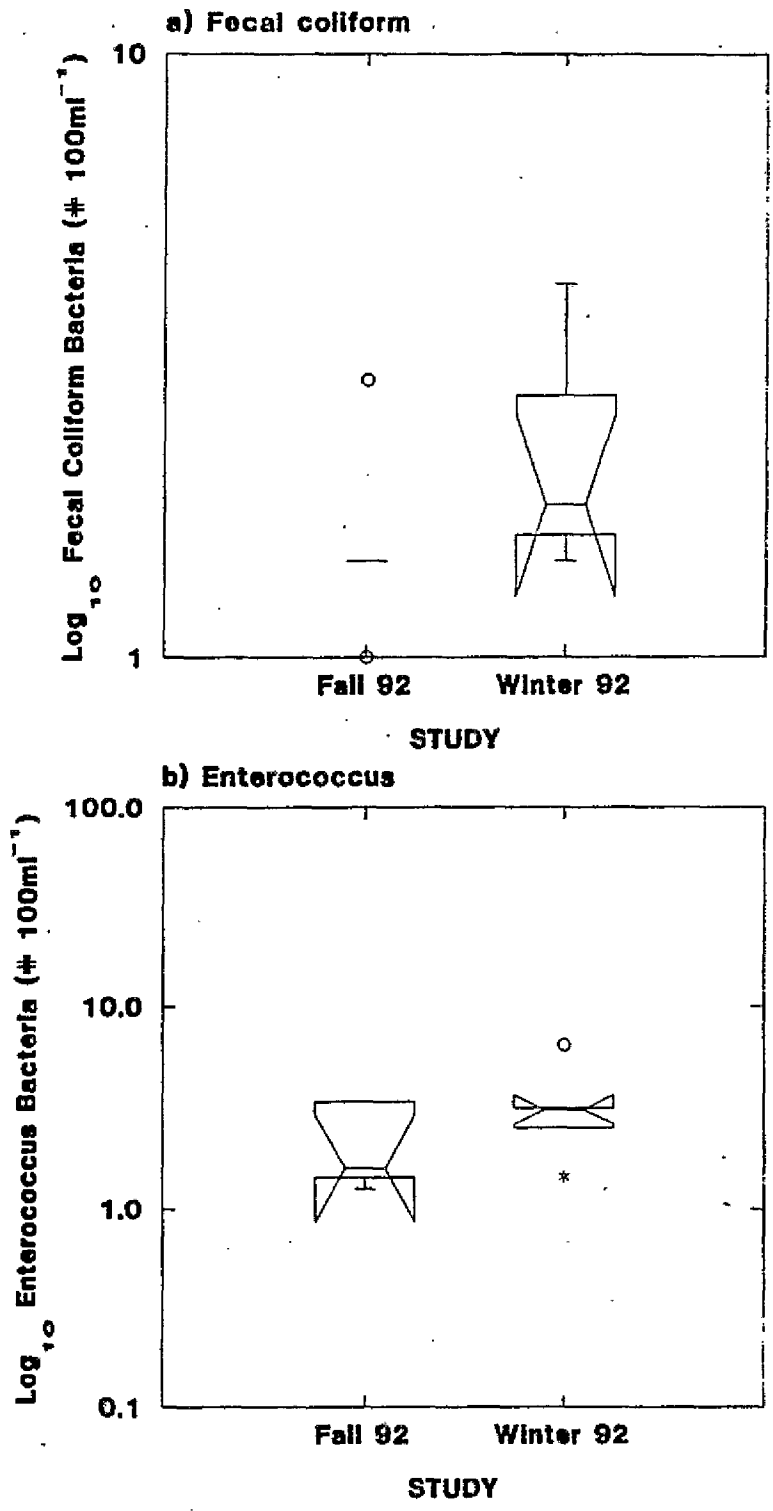 a) Fecal coliform
Log₁₀ Fecal Coliform Bacteria (# 100ml⁻¹)
10
1
Fall 92 Winter 92
STUDY
b) Enterococcus
Log₁₀ Enterococcus Bacteria (# 100ml⁻¹)
100.0
10.0
1.0
0.1
Fall 92 Winter 92
STUDY